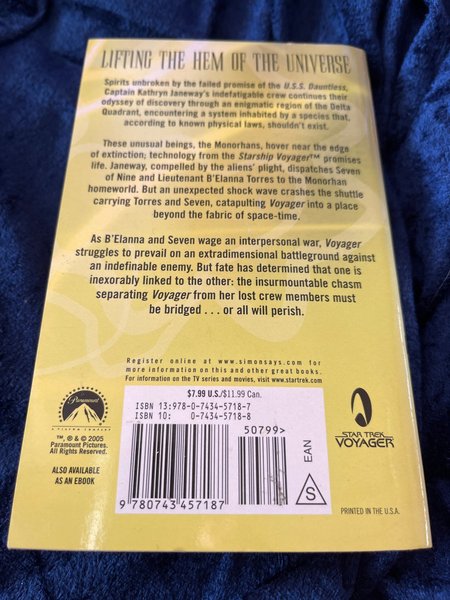 LIFTING THE HEM OF THE UNIVERSE
Spirits unbroken by the failed promise of the U.S.S. Dauntless,
Captain Kathryn Janeway's indefatigable crew continues their
odyssey of discovery through an enigmatic region of the Delta
Quadrant, encountering a system inhabited by a species that,
according to known physical laws, shouldn't exist.
These unusual beings, the Monorhans, hover near the edge
of extinction; technology from the Starship Voyager™ promises
life. Janeway, compelled by the aliens' plight, dispatches Seven
of Nine and Lieutenant B'Elanna Torres to the Monorhan
homeworld. But an unexpected shock wave crashes the shuttle
carrying Torres and Seven, catapulting Voyager into a place
beyond the fabric of space-time.
As B'Elanna and Seven wage an interpersonal war, Voyager
struggles to prevail on an extradimensional battleground against
an indefinable enemy. But fate has determined that one is
inexorably linked to the other: the insurmountable chasm
separating Voyager from her lost crew members must
be bridged . . . or all will perish.
Register online at www.simonsays.com for
more information on this and other great books.
For information on the TV series and movies, visit www.startrek.com.
$7.99 U.S./$11.99 Can.
ISBN 13:978-0-7434-5718-7
ISBN 10: 0-7434-5718-8
50799>
EAN
S
9 780743 457187
Paramount
™, ® & © 2005
Paramount Pictures.
All Rights Reserved.
ALSO AVAILABLE
AS AN EBOOK
STAR TREK
VOYAGER
PRINTED IN THE U.S.A.